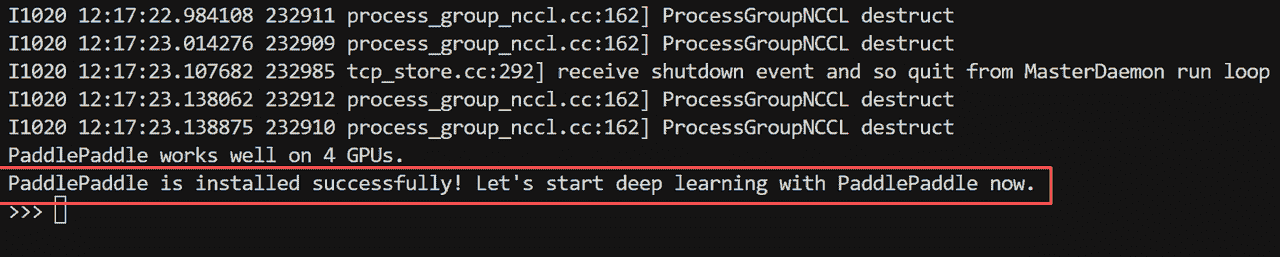 I1020 12:17:22.984108 232911 process_group_nccl.cc:162] ProcessGroupNCCL destruct
I1020 12:17:23.014276 232909 process_group_nccl.cc:162] ProcessGroupNCCL destruct
I1020 12:17:23.107682 232985 tcp_store.cc:292] receive shutdown event and so quit from MasterDaemon run loop
I1020 12:17:23.138062 232912 process_group_nccl.cc:162] ProcessGroupNCCL destruct
I1020 12:17:23.138875 232910 process_group_nccl.cc:162] ProcessGroupNCCL destruct
PaddlePaddle works well on 4 GPUs.
PaddlePaddle is installed successfully! Let's start deep learning with PaddlePaddle now.
>>>